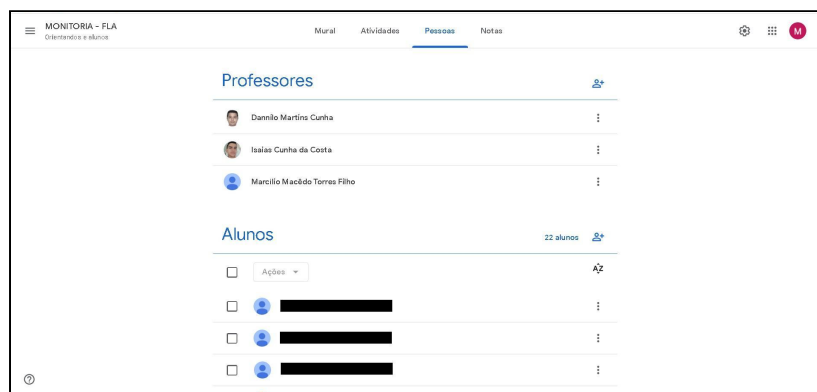 MONITORIA - FLA
Orientandos e alunos
Mural Atividades Pessoas Notas
M
Professores
Dannilo Martins Cunha
Isaias Cunha da Costa
Marcilio Macêdo Torres Filho
Alunos
22 alunos
Ações
AZ